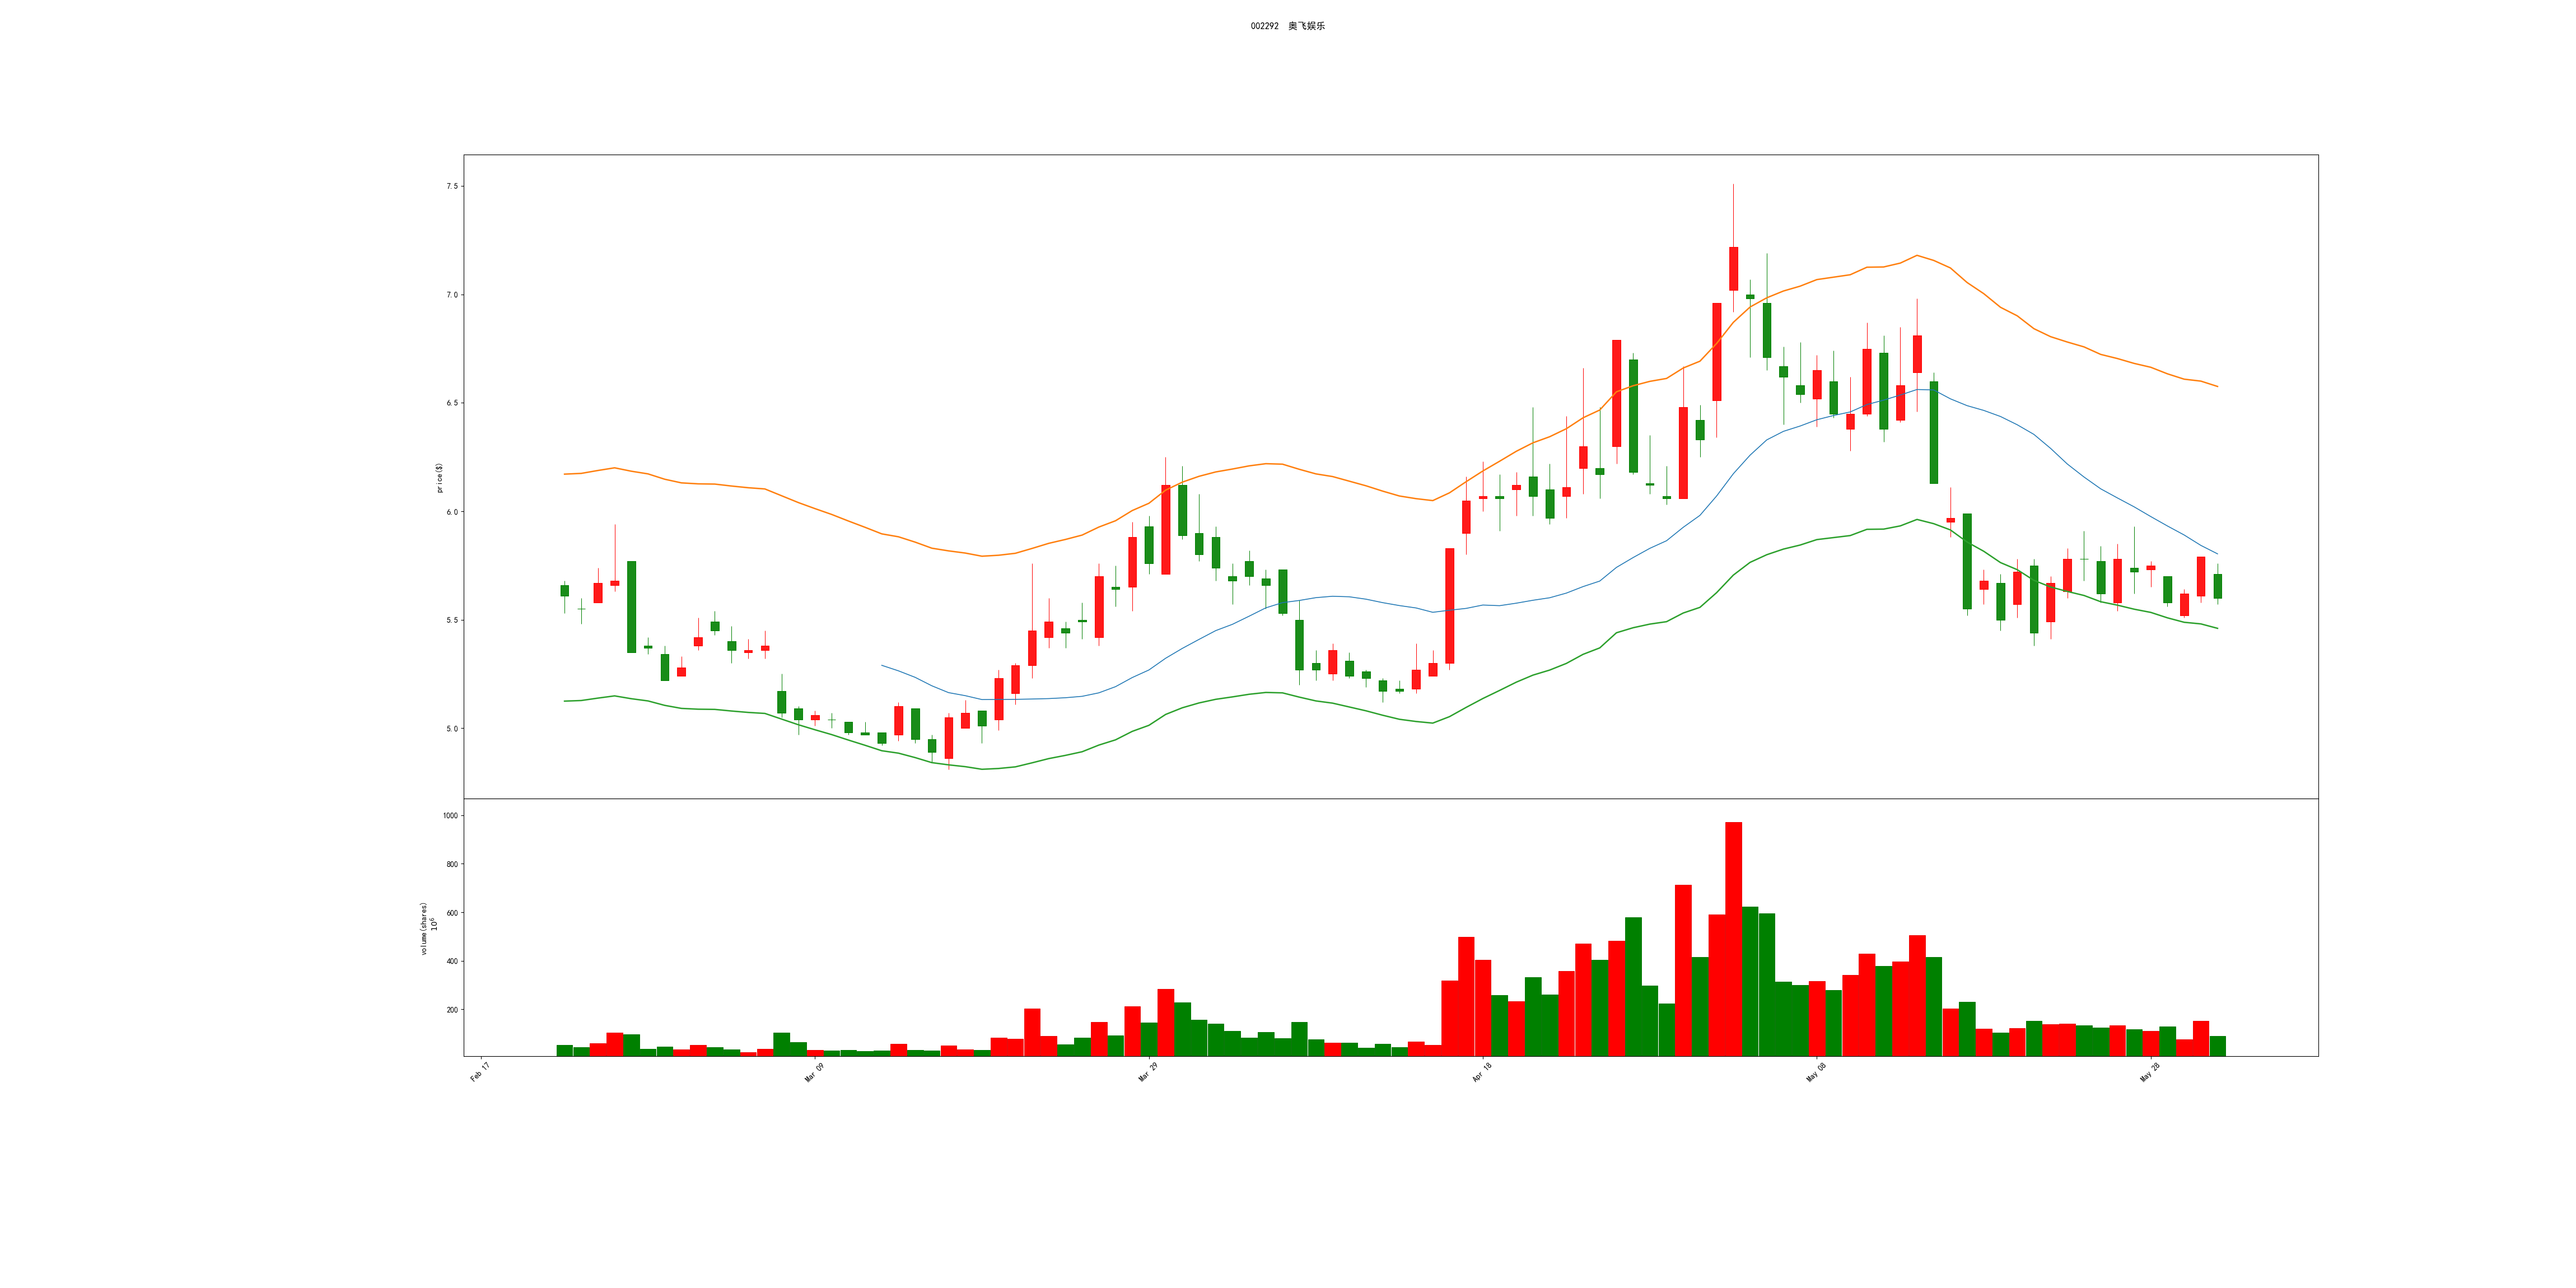 002292 奥飞娱乐
price($)
7.5
7.0
6.5
6.0
5.5
5.0
volume(shares)
10⁶
1000
800
600
400
200
Feb 17
Mar 09
Mar 29
Apr 18
May 08
May 28